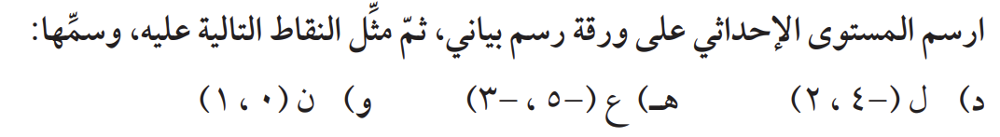 ارسم المستوى الإحداثي على ورقة رسم بياني، ثمّ مثِّل النقاط التالية عليه، وسمِّها:
د) ل (–٤ ، ٢) هـ) ع (–٥ ، –٣) و) ن (٠ ، ١)